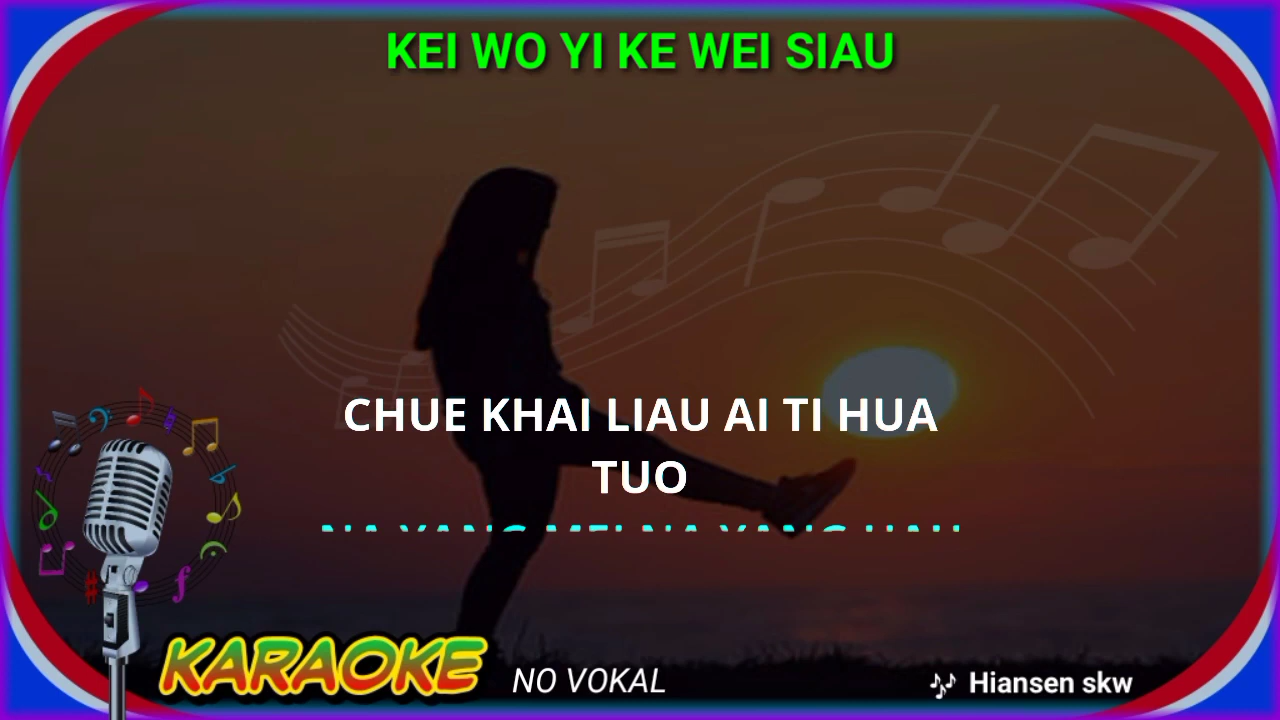 KEI WO YI KE WEI SIAU
CHUE KHAI LIAU AI TI HUA
TUO
KARAOKE
NO VOKAL
Hiansen skw